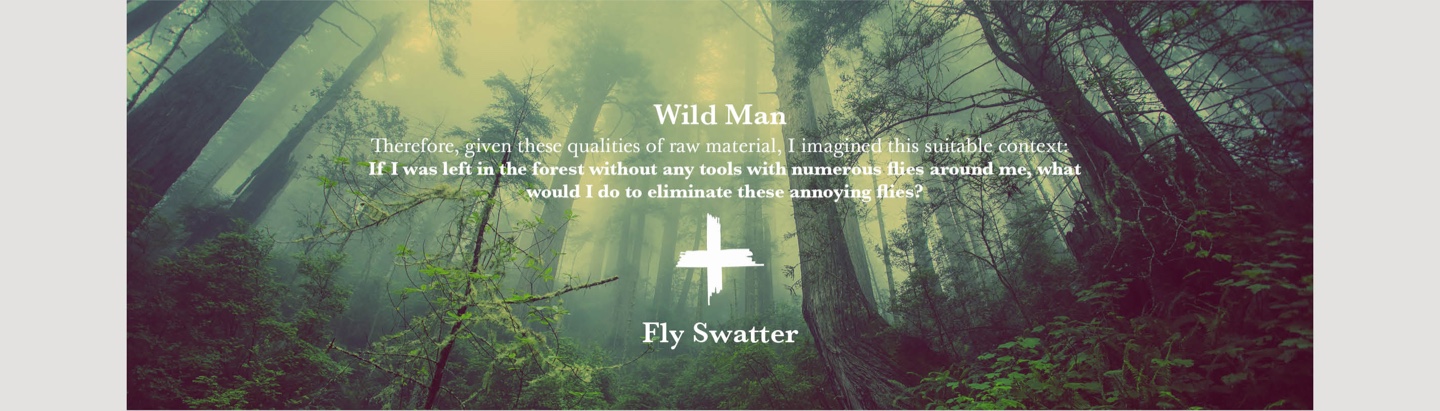 Wild Man
Therefore, given these qualities of raw material, I imagined this suitable context:
If I was left in the forest without any tools with numerous flies around me, what
would I do to eliminate these annoying flies?
Fly Swatter